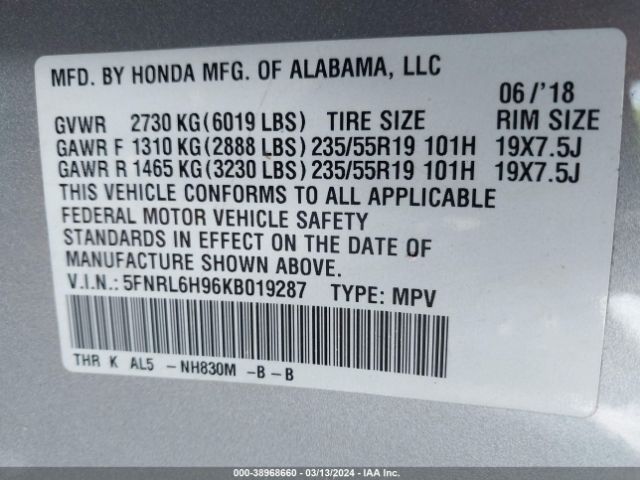 MFD. BY HONDA MFG. OF ALABAMA, LLC
06/'18
GVWR 2730 KG(6019 LBS) TIRE SIZE RIM SIZE
GAWR F 1310 KG(2888 LBS)235/55R19 101H 19X7.5J
GAWR R 1465 KG(3230 LBS)235/55R19 101H 19X7.5J
THIS VEHICLE CONFORMS TO ALL APPLICABLE
FEDERAL MOTOR VEHICLE SAFETY
STANDARDS IN EFFECT ON THE DATE OF
MANUFACTURE SHOWN ABOVE.
V.I.N.: 5FNRL6H96KB019287 TYPE: MPV
THR K AL5 - NH830M -B-B
000-38968660 - 03/13/2024 - IAA Inc.